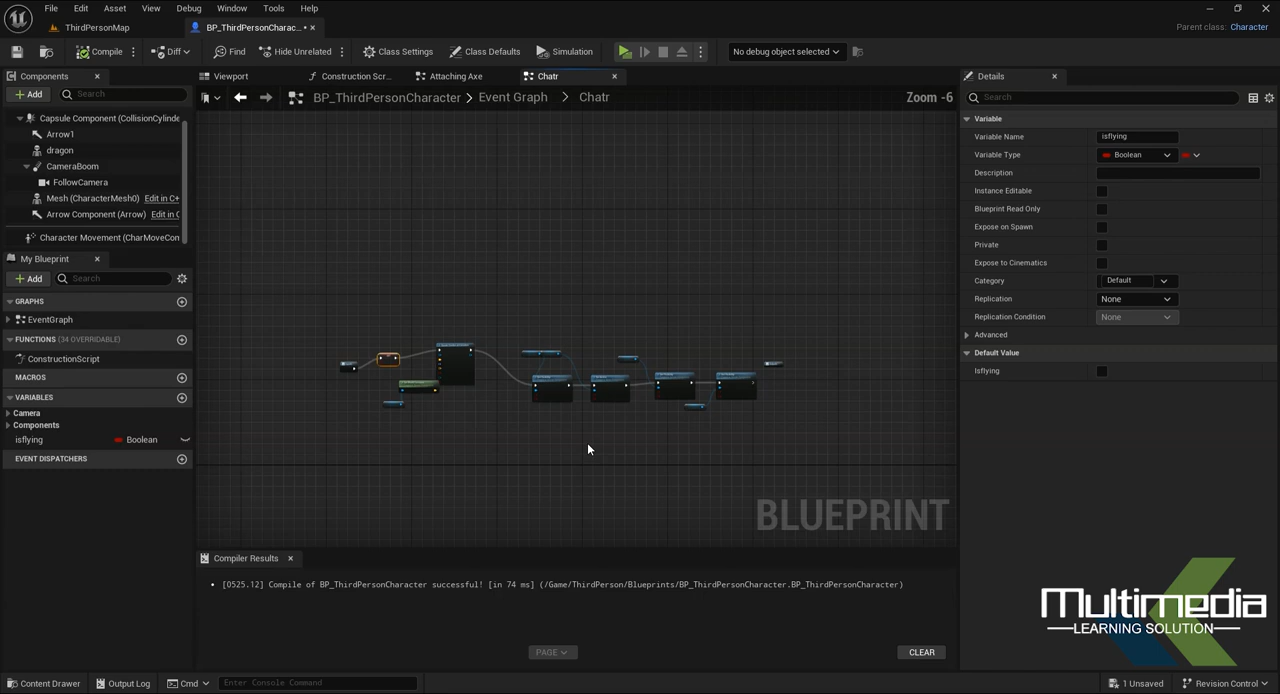 File Edit Asset View Debug Window Tools Help
ThirdPersonMap
BP_ThirdPersonCharac... •
Parent class: Character
Compile
Diff
Find
Hide Unrelated
Class Settings
Class Defaults
Simulation
No debug object selected
Components
Viewport
Construction Scr...
Attaching Axe
Chatr
Details
Add
Search
BP_ThirdPersonCharacter > Event Graph > Chatr
Zoom -6
Search
Capsule Component (CollisionCylinde
Arrow1
dragon
CameraBoom
FollowCamera
Mesh (CharacterMesh0) Edit in C+
Arrow Component (Arrow) Edit in C
Character Movement (CharMoveCon
My Blueprint
Add
Search
GRAPHS
EventGraph
FUNCTIONS (34 OVERRIDABLE)
ConstructionScript
MACROS
VARIABLES
Camera
Components
isflying Boolean
EVENT DISPATCHERS
Variable
Variable Name isflying
Variable Type Boolean
Description
Instance Editable
Blueprint Read Only
Expose on Spawn
Private
Expose to Cinematics
Category Default
Replication None
Replication Condition None
Advanced
Default Value
Isflying
BLUEPRINT
Compiler Results
• [0525.12] Compile of BP_ThirdPersonCharacter successful! [in 74 ms] (/Game/ThirdPerson/Blueprints/BP_ThirdPersonCharacter.BP_ThirdPersonCharacter)
PAGE
CLEAR
Multimedia
LEARNING SOLUTION
Content Drawer
Output Log
Cmd
Enter Console Command
1 Unsaved
Revision Control